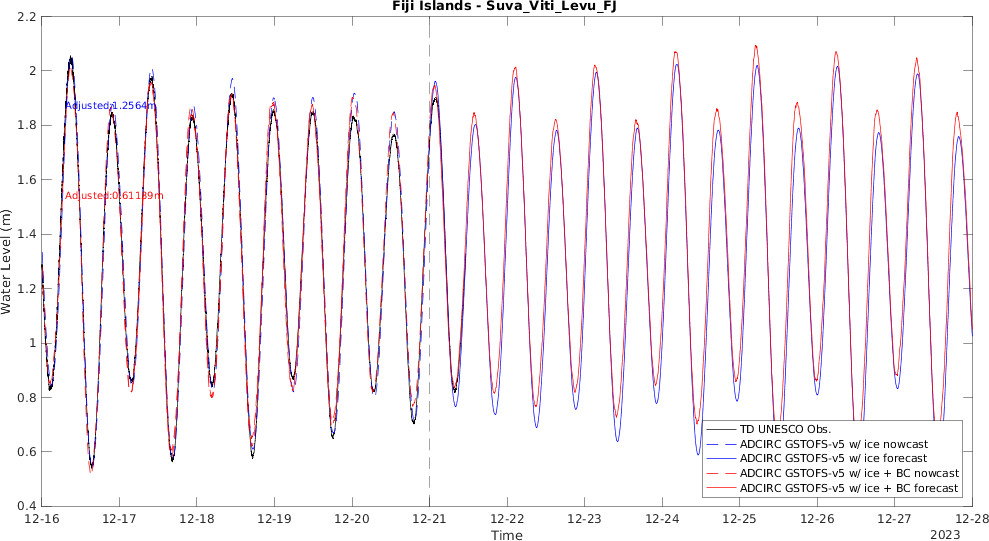 Fiji Islands - Suva_Viti_Levu_FJ
2.2
2
1.8
1.6
1.4
1.2
1
0.8
0.6
0.4
Water Level (m)
Adjusted:1.2564m
Adjusted:0.61189m
TD UNESCO Obs.
ADCIRC GSTOFS-v5 w/ ice nowcast
ADCIRC GSTOFS-v5 w/ ice forecast
ADCIRC GSTOFS-v5 w/ ice + BC nowcast
ADCIRC GSTOFS-v5 w/ ice + BC forecast
12-16 12-17 12-18 12-19 12-20 12-21 12-22 12-23 12-24 12-25 12-26 12-27 12-28
Time
2023